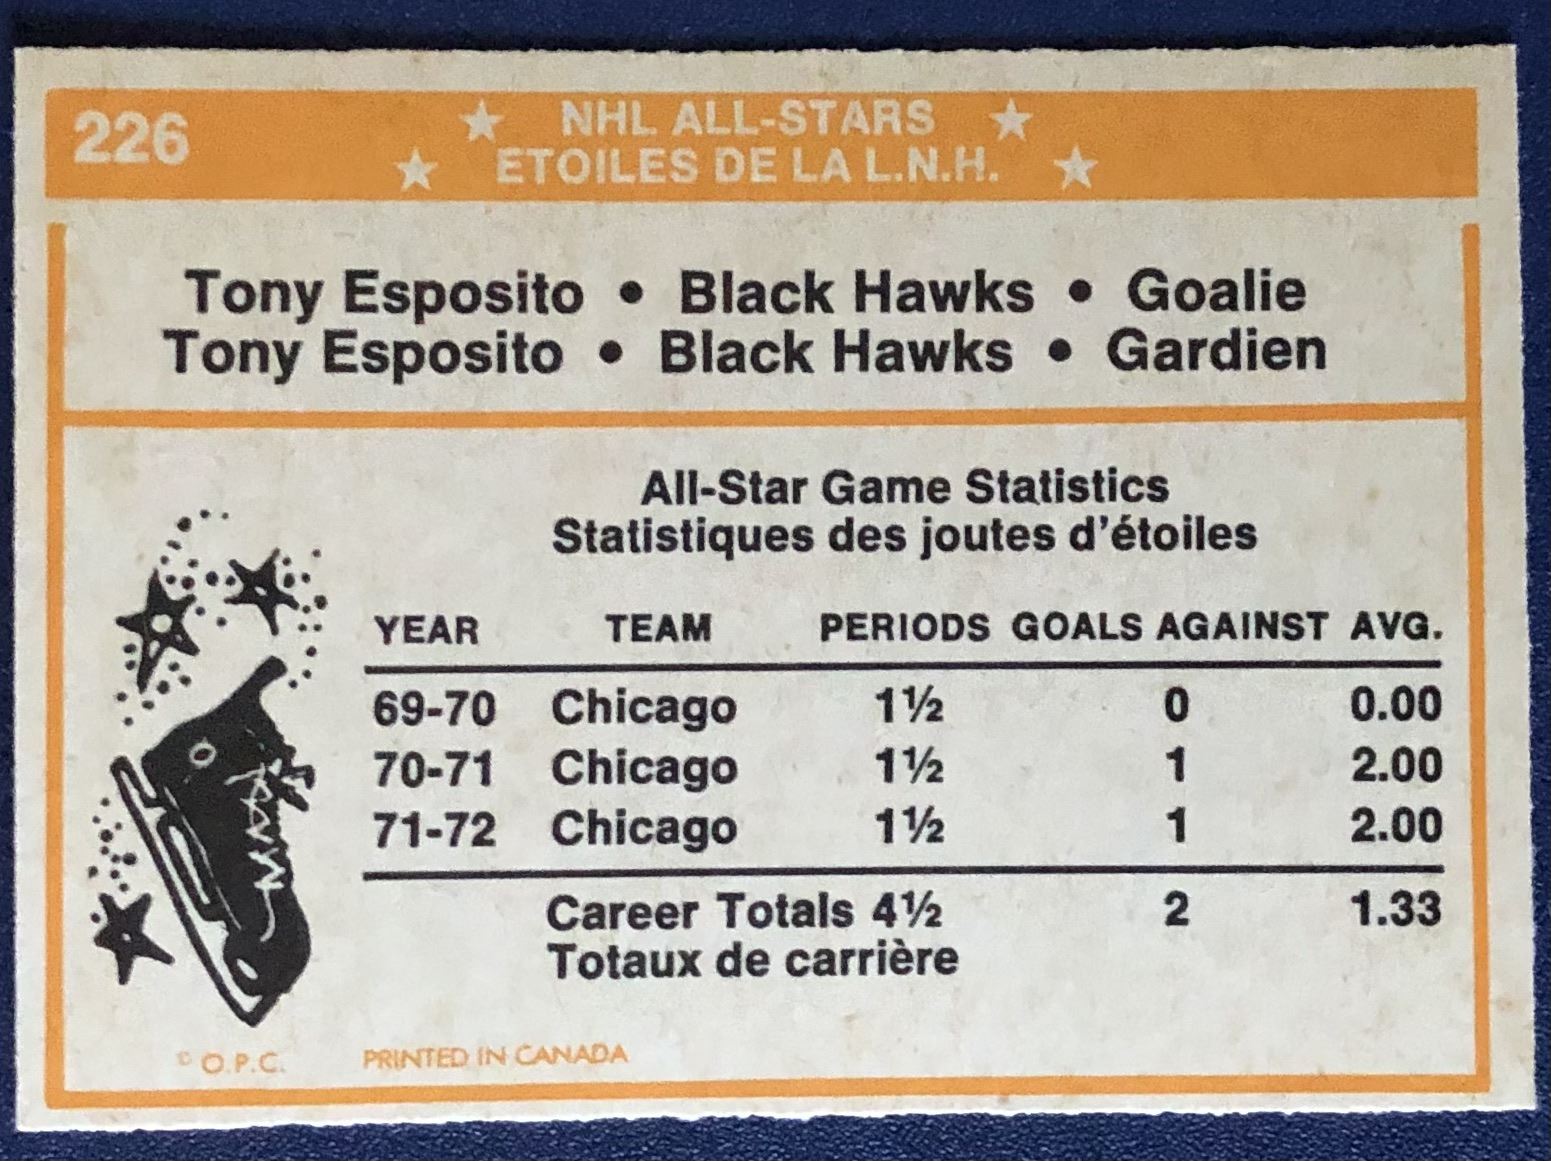 226
NHL ALL-STARS
ETOILES DE LA L.N.H.
Tony Esposito • Black Hawks • Goalie
Tony Esposito • Black Hawks • Gardien
All-Star Game Statistics
Statistiques des joutes d'étoiles
YEAR TEAM PERIODS GOALS AGAINST AVG.
69-70 Chicago 1½ 0 0.00
70-71 Chicago 1½ 1 2.00
71-72 Chicago 1½ 1 2.00
Career Totals 4½ 2 1.33
Totaux de carrière
© O.P.C. PRINTED IN CANADA